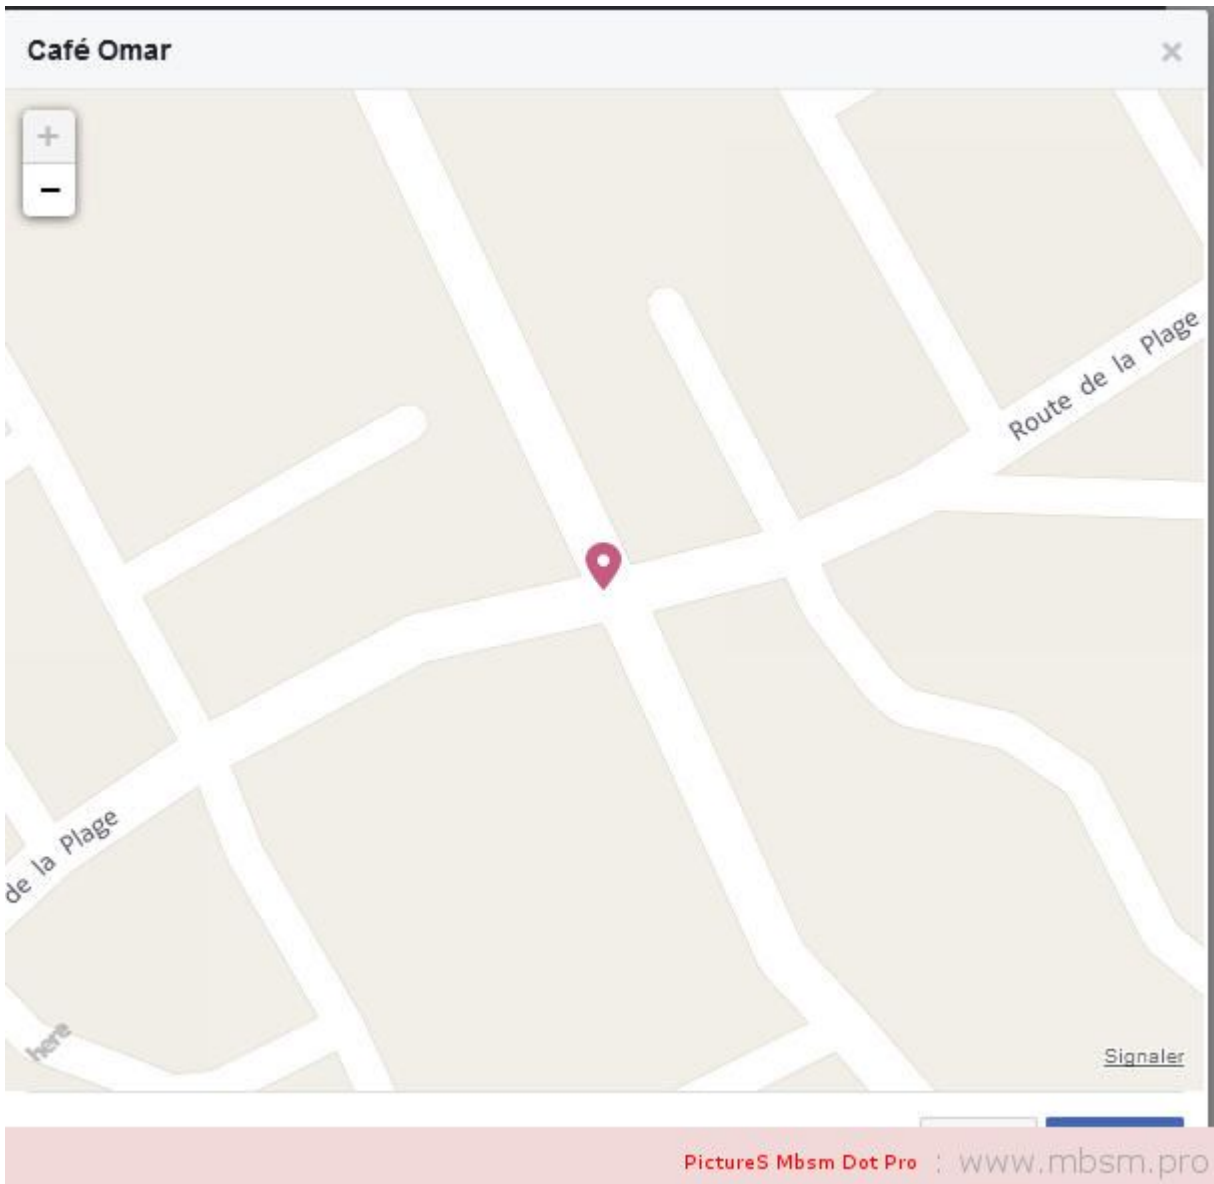 Café Omar
×
+
−
Route de la Plage
de la Plage
here
Signaler
PictureS Mbsm Dot Pro : www.mbsm.pro